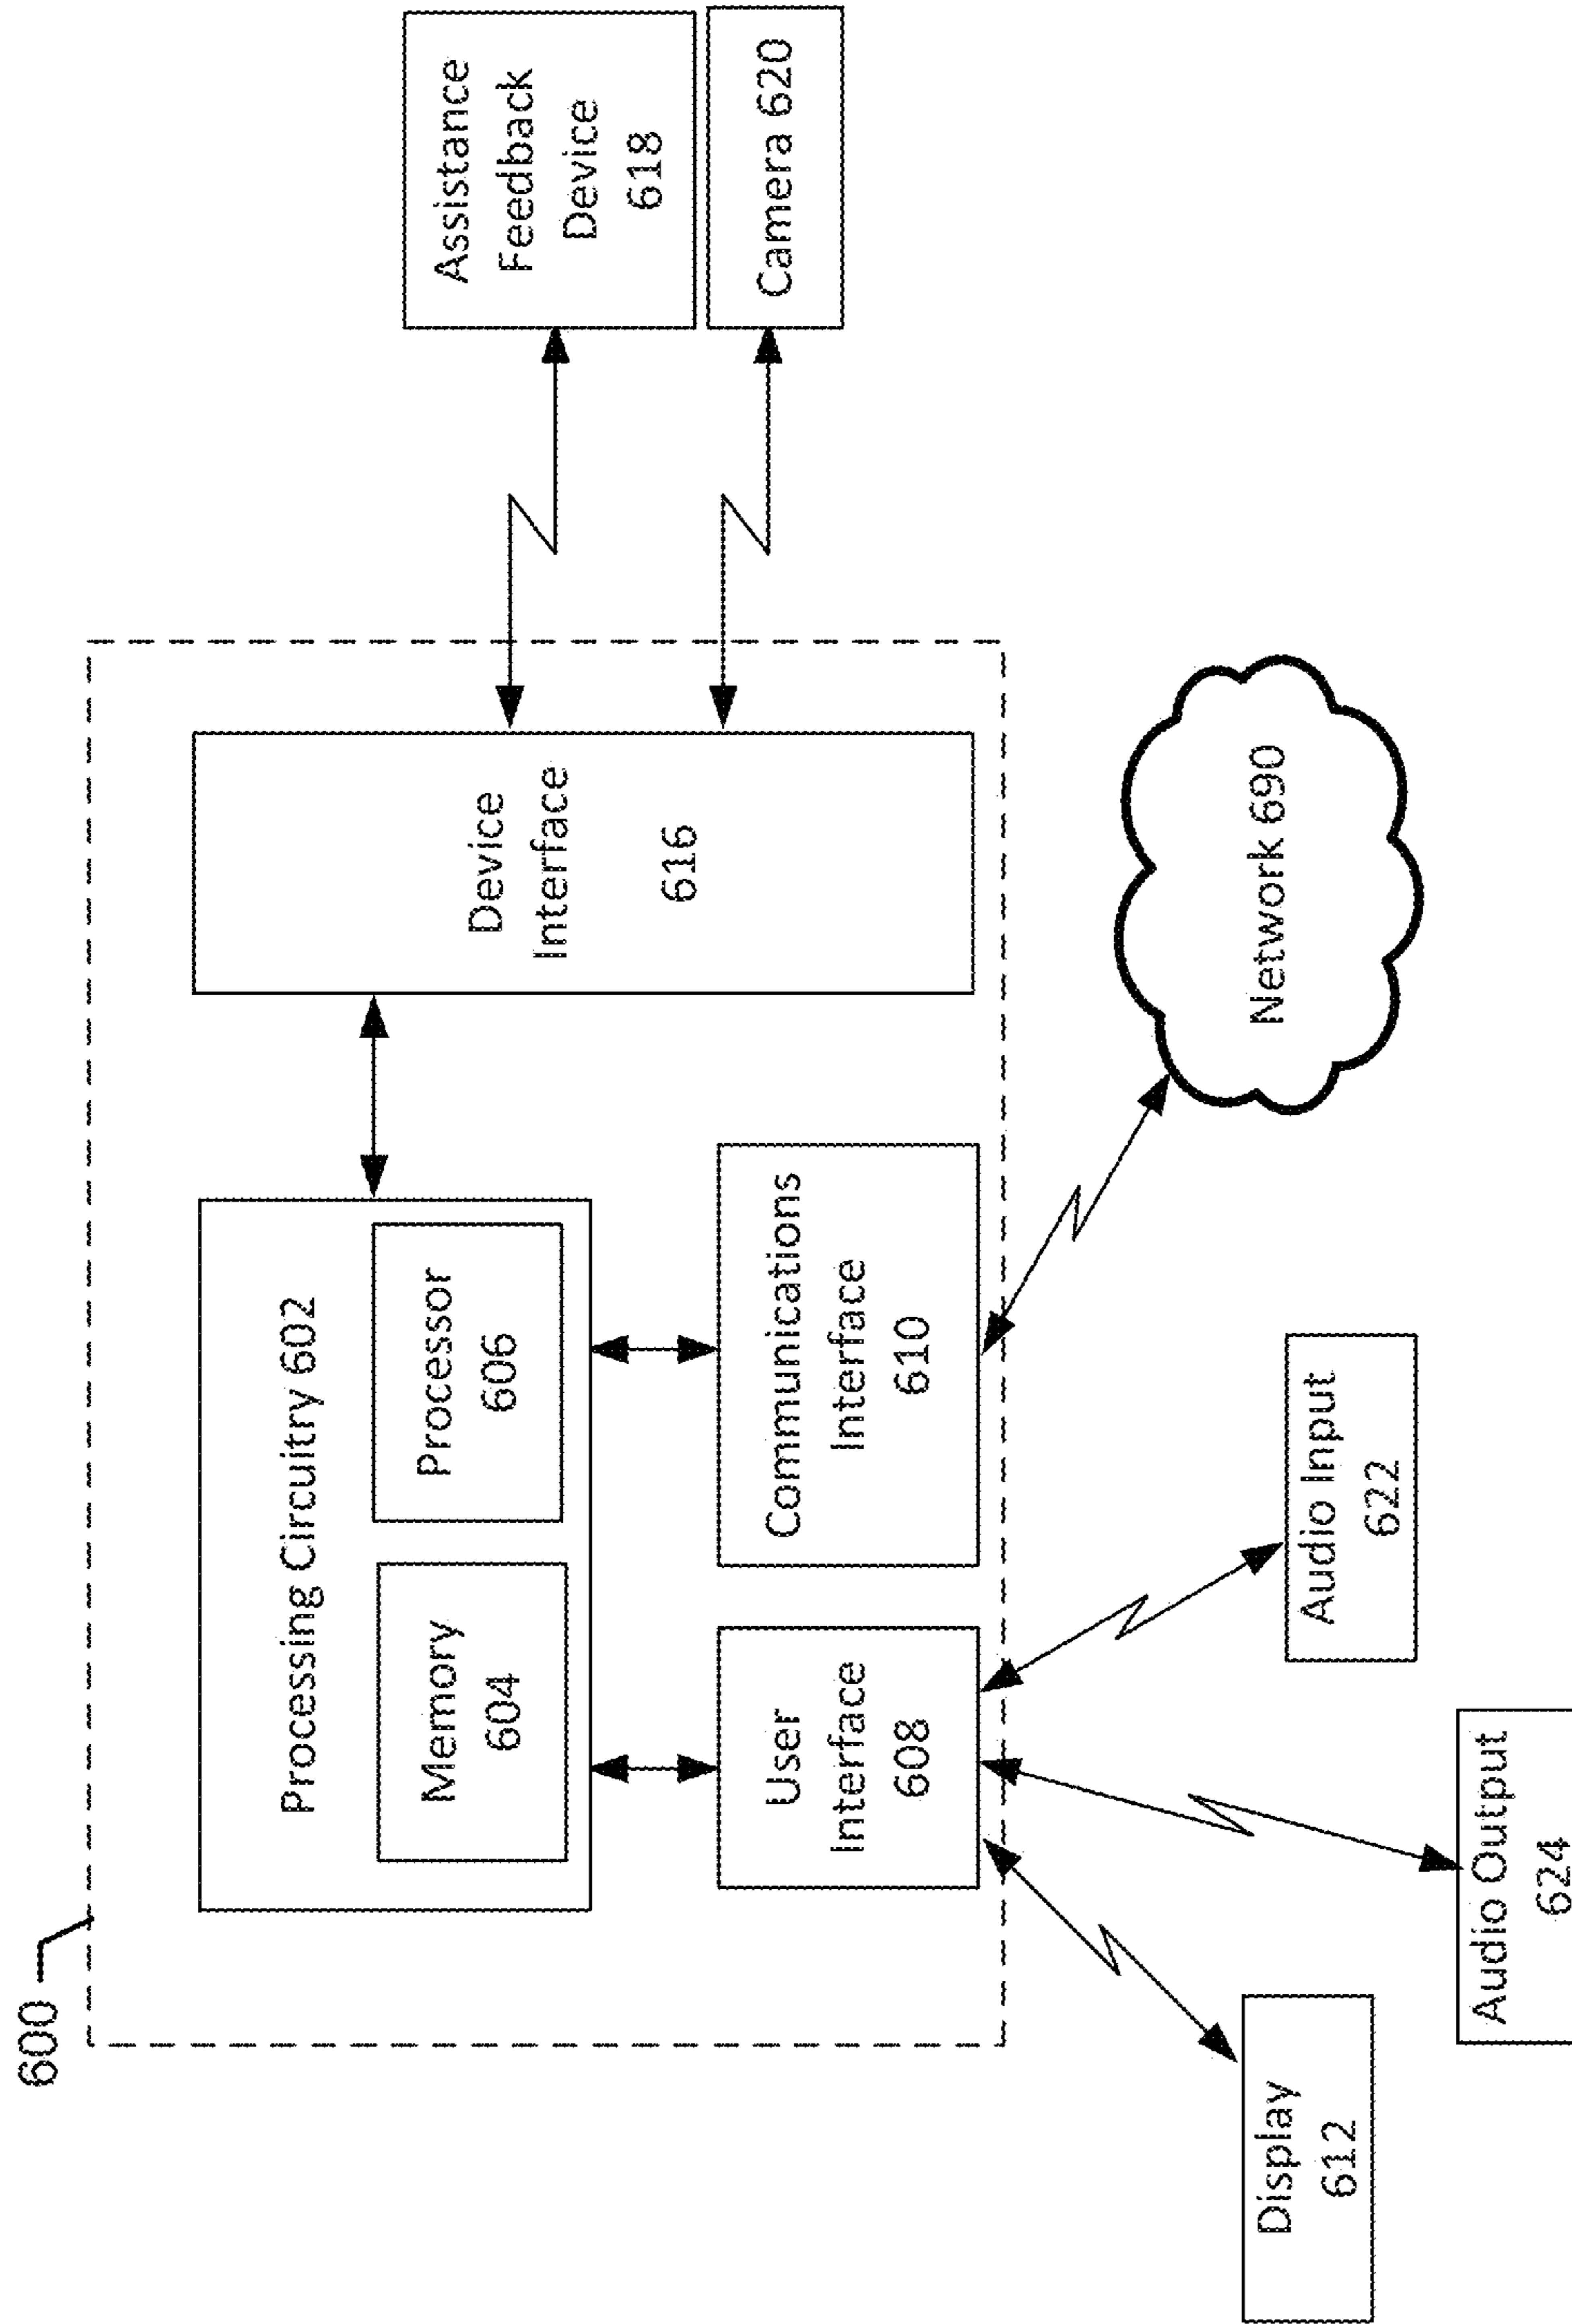 600
Processing Circuitry 602
Memory
604
Processor
606
Device
Interface
616
Assistance
Feedback
Device
618
Camera 620
User
Interface
608
Communications
Interface
610
Display
612
Audio Output
624
Audio Input
622
Network 690